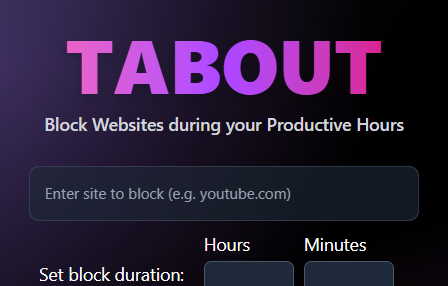 TABOUT
Block Websites during your Productive Hours
Enter site to block (e.g. youtube.com)
Hours Minutes
Set block duration: